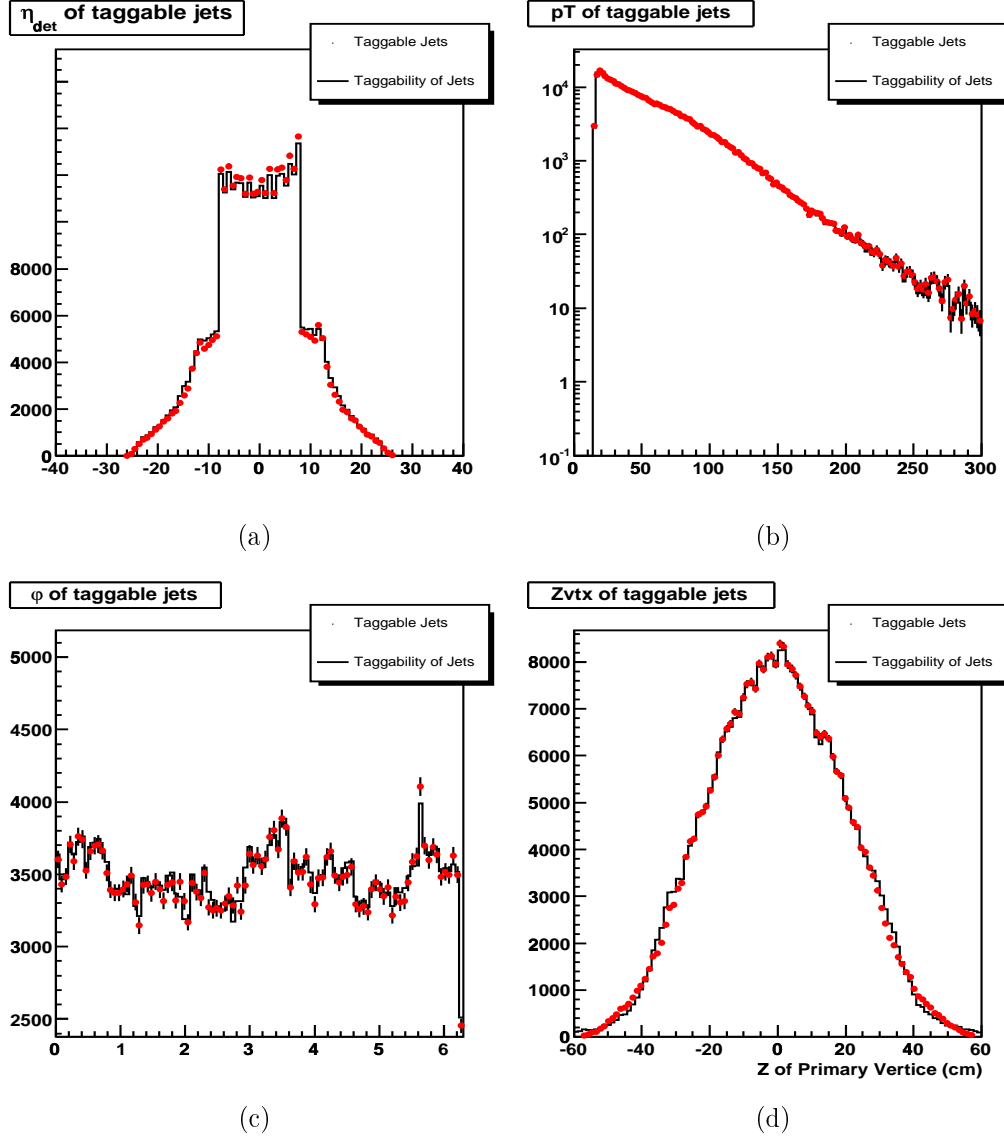 η det of taggable jets
Taggable Jets
Taggability of Jets
8000
6000
4000
2000
0
-40 -30 -20 -10 0 10 20 30 40
(a)
pT of taggable jets
Taggable Jets
Taggability of Jets
10^4
10^3
10^2
10
1
10^-1
0 50 100 150 200 250 300
(b)
φ of taggable jets
Taggable Jets
Taggability of Jets
5000
4500
4000
3500
3000
2500
0 1 2 3 4 5 6
(c)
Zvtx of taggable jets
Taggable Jets
Taggability of Jets
8000
7000
6000
5000
4000
3000
2000
1000
0
-60 -40 -20 0 20 40 60
Z of Primary Vertice (cm)
(d)